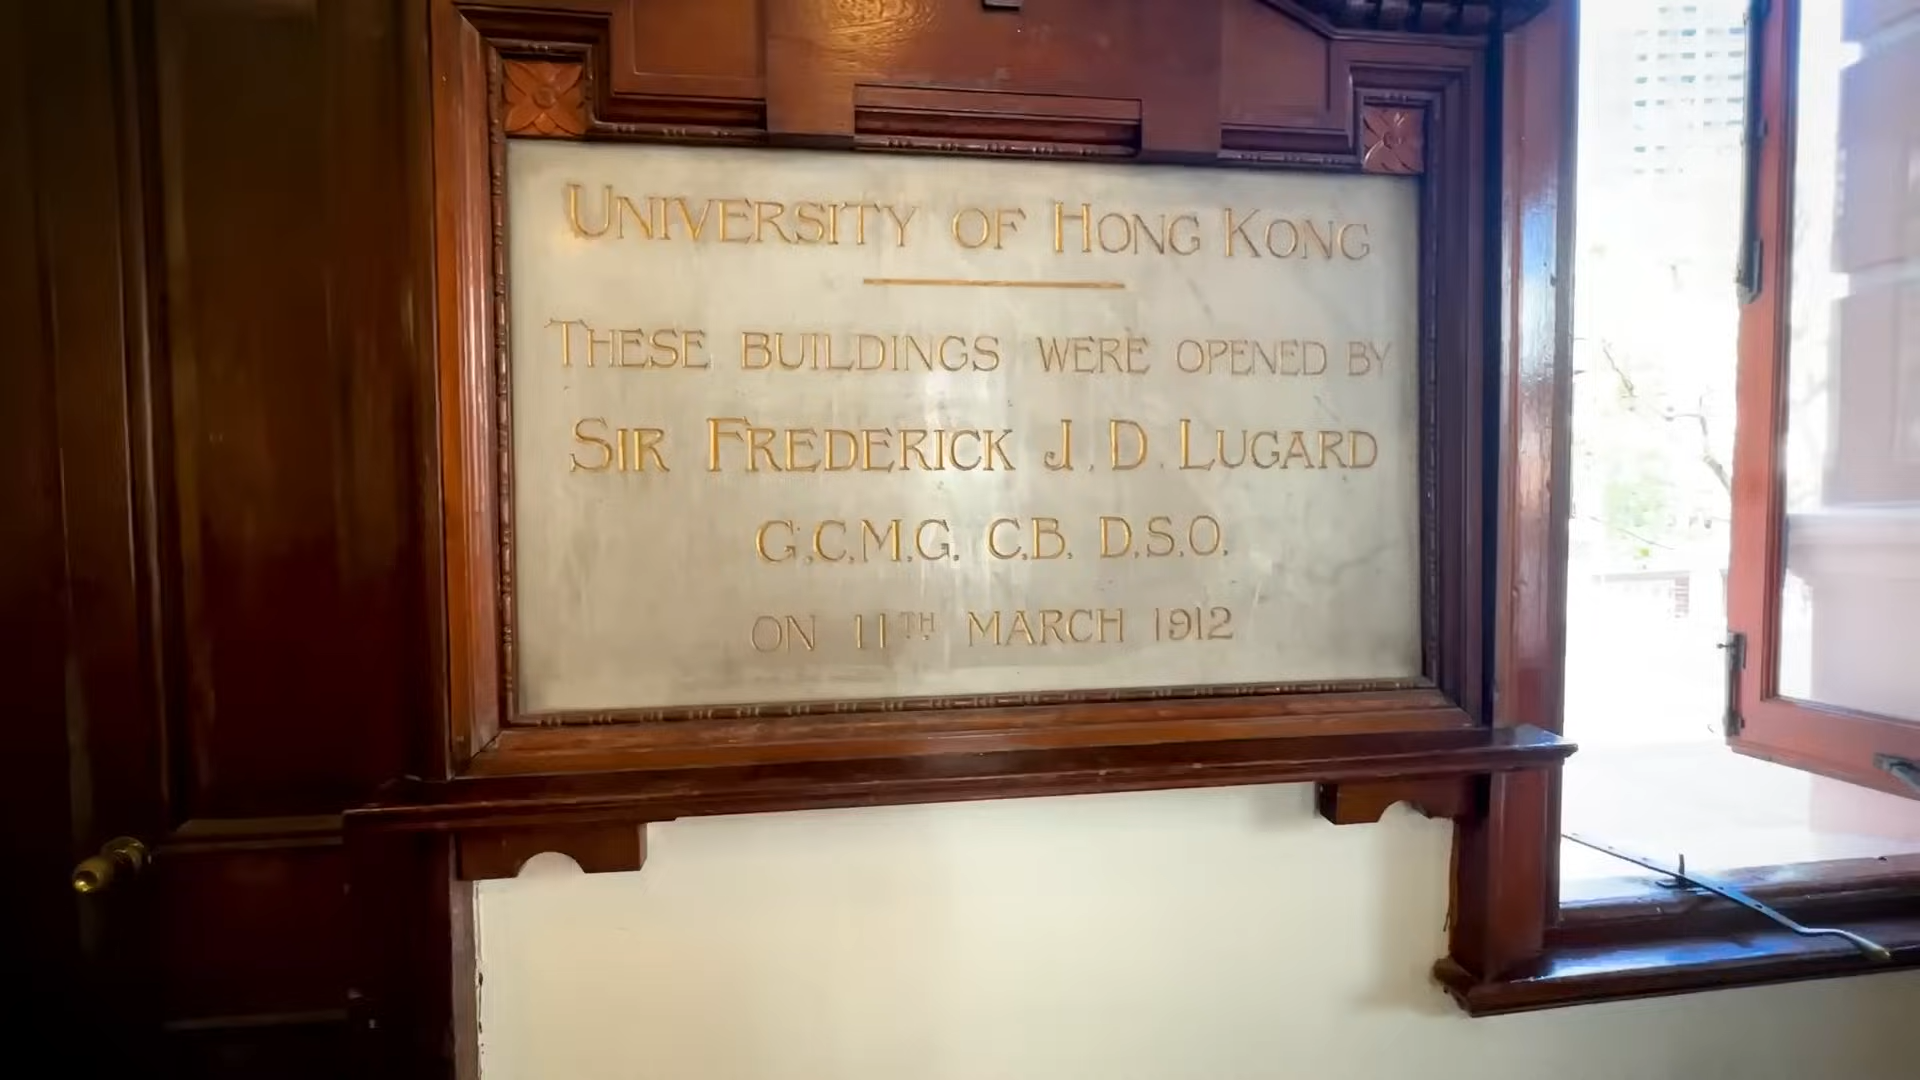 UNIVERSITY OF HONG KONG
THESE BUILDINGS WERE OPENED BY
SIR FREDERICK J. D. LUGARD
G.C.M.G. C.B. D.S.O.
ON 11TH MARCH 1912